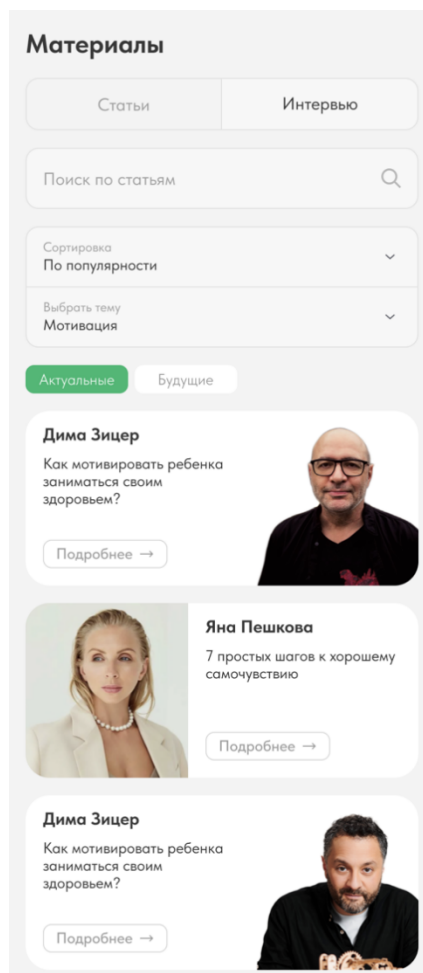 Материалы
Статьи
Интервью
Поиск по статьям
Сортировка
По популярности
Выбрать тему
Мотивация
Актуальные
Будущие
Дима Зицер
Как мотивировать ребенка
заниматься своим
здоровьем?
Подробнее →
Яна Пешкова
7 простых шагов к хорошему
самочувствию
Подробнее →
Дима Зицер
Как мотивировать ребенка
заниматься своим
здоровьем?
Подробнее →